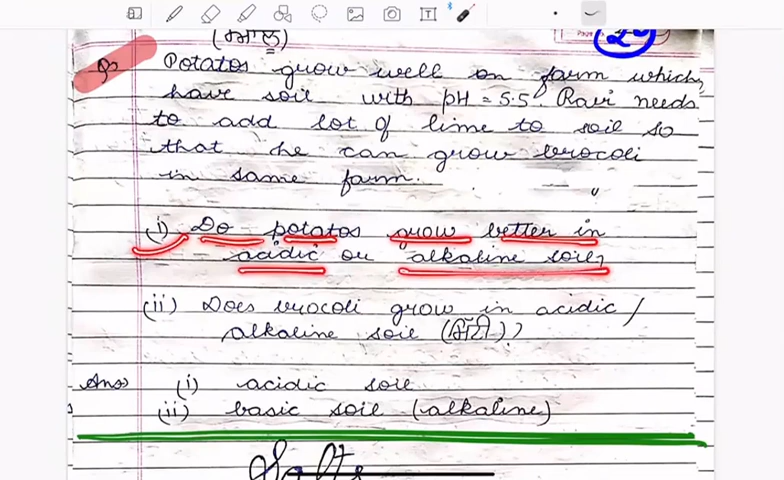 (ਆਲੂ)
Q Potatos grow well on farm which
have soil with pH = 5.5. Ravi needs
to add lot of lime to soil so
that he can grow brocoli
in same farm.
(i) Do potatos grow better in
acidic or alkaline soil,
(ii) Does brocoli grow in acidic /
alkaline soil (ਮਿੱਟੀ)?
Ans (i) acidic soil
(ii) basic soil (alkaline)
Salts